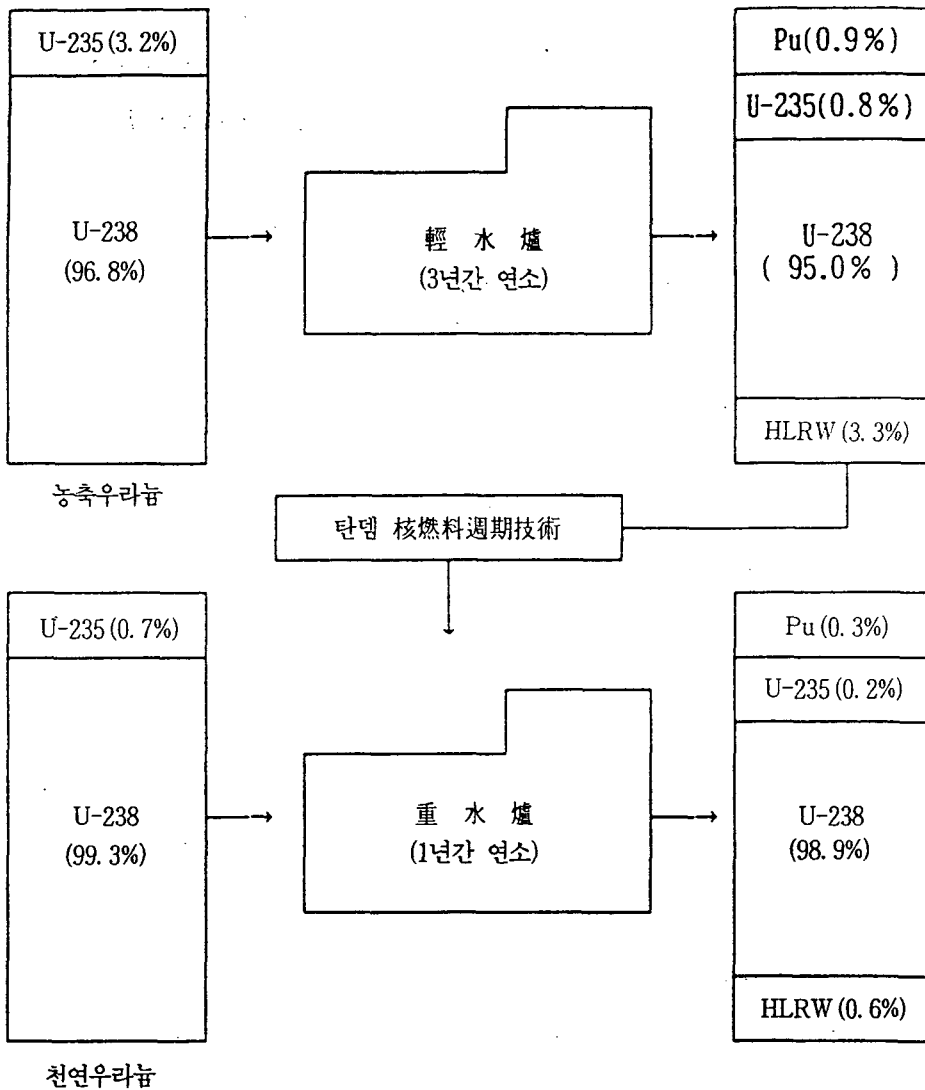 U-235(3.2%)
U-238
(96.8%)
농축우라늄
輕 水 爐
(3년간 연소)
Pu(0.9%)
U-235(0.8%)
U-238
( 95.0% )
HLRW(3.3%)
탄뎀 核燃料週期技術
U-235(0.7%)
U-238
(99.3%)
천연우라늄
重 水 爐
(1년간 연소)
Pu(0.3%)
U-235(0.2%)
U-238
(98.9%)
HLRW(0.6%)